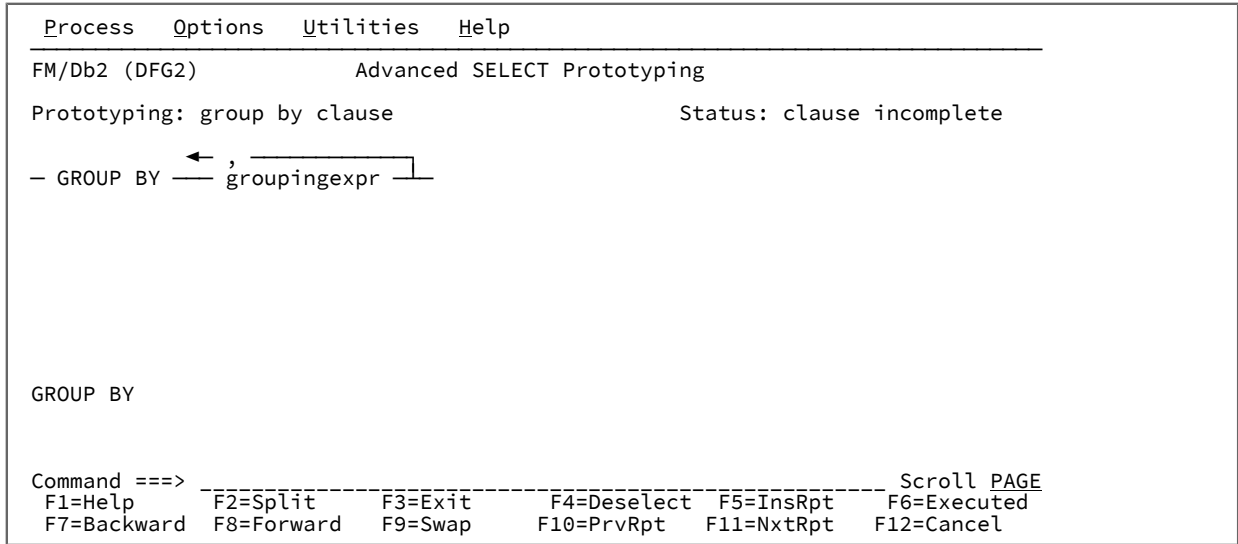 Process   Options   Utilities   Help
FM/Db2 (DFG2)            Advanced SELECT Prototyping
Prototyping: group by clause                      Status: clause incomplete
,
GROUP BY     groupingexpr
GROUP BY
Command ===>                                                       Scroll PAGE
F1=Help      F2=Split     F3=Exit      F4=Deselect  F5=InsRpt    F6=Executed
F7=Backward  F8=Forward   F9=Swap     F10=PrvRpt   F11=NxtRpt   F12=Cancel